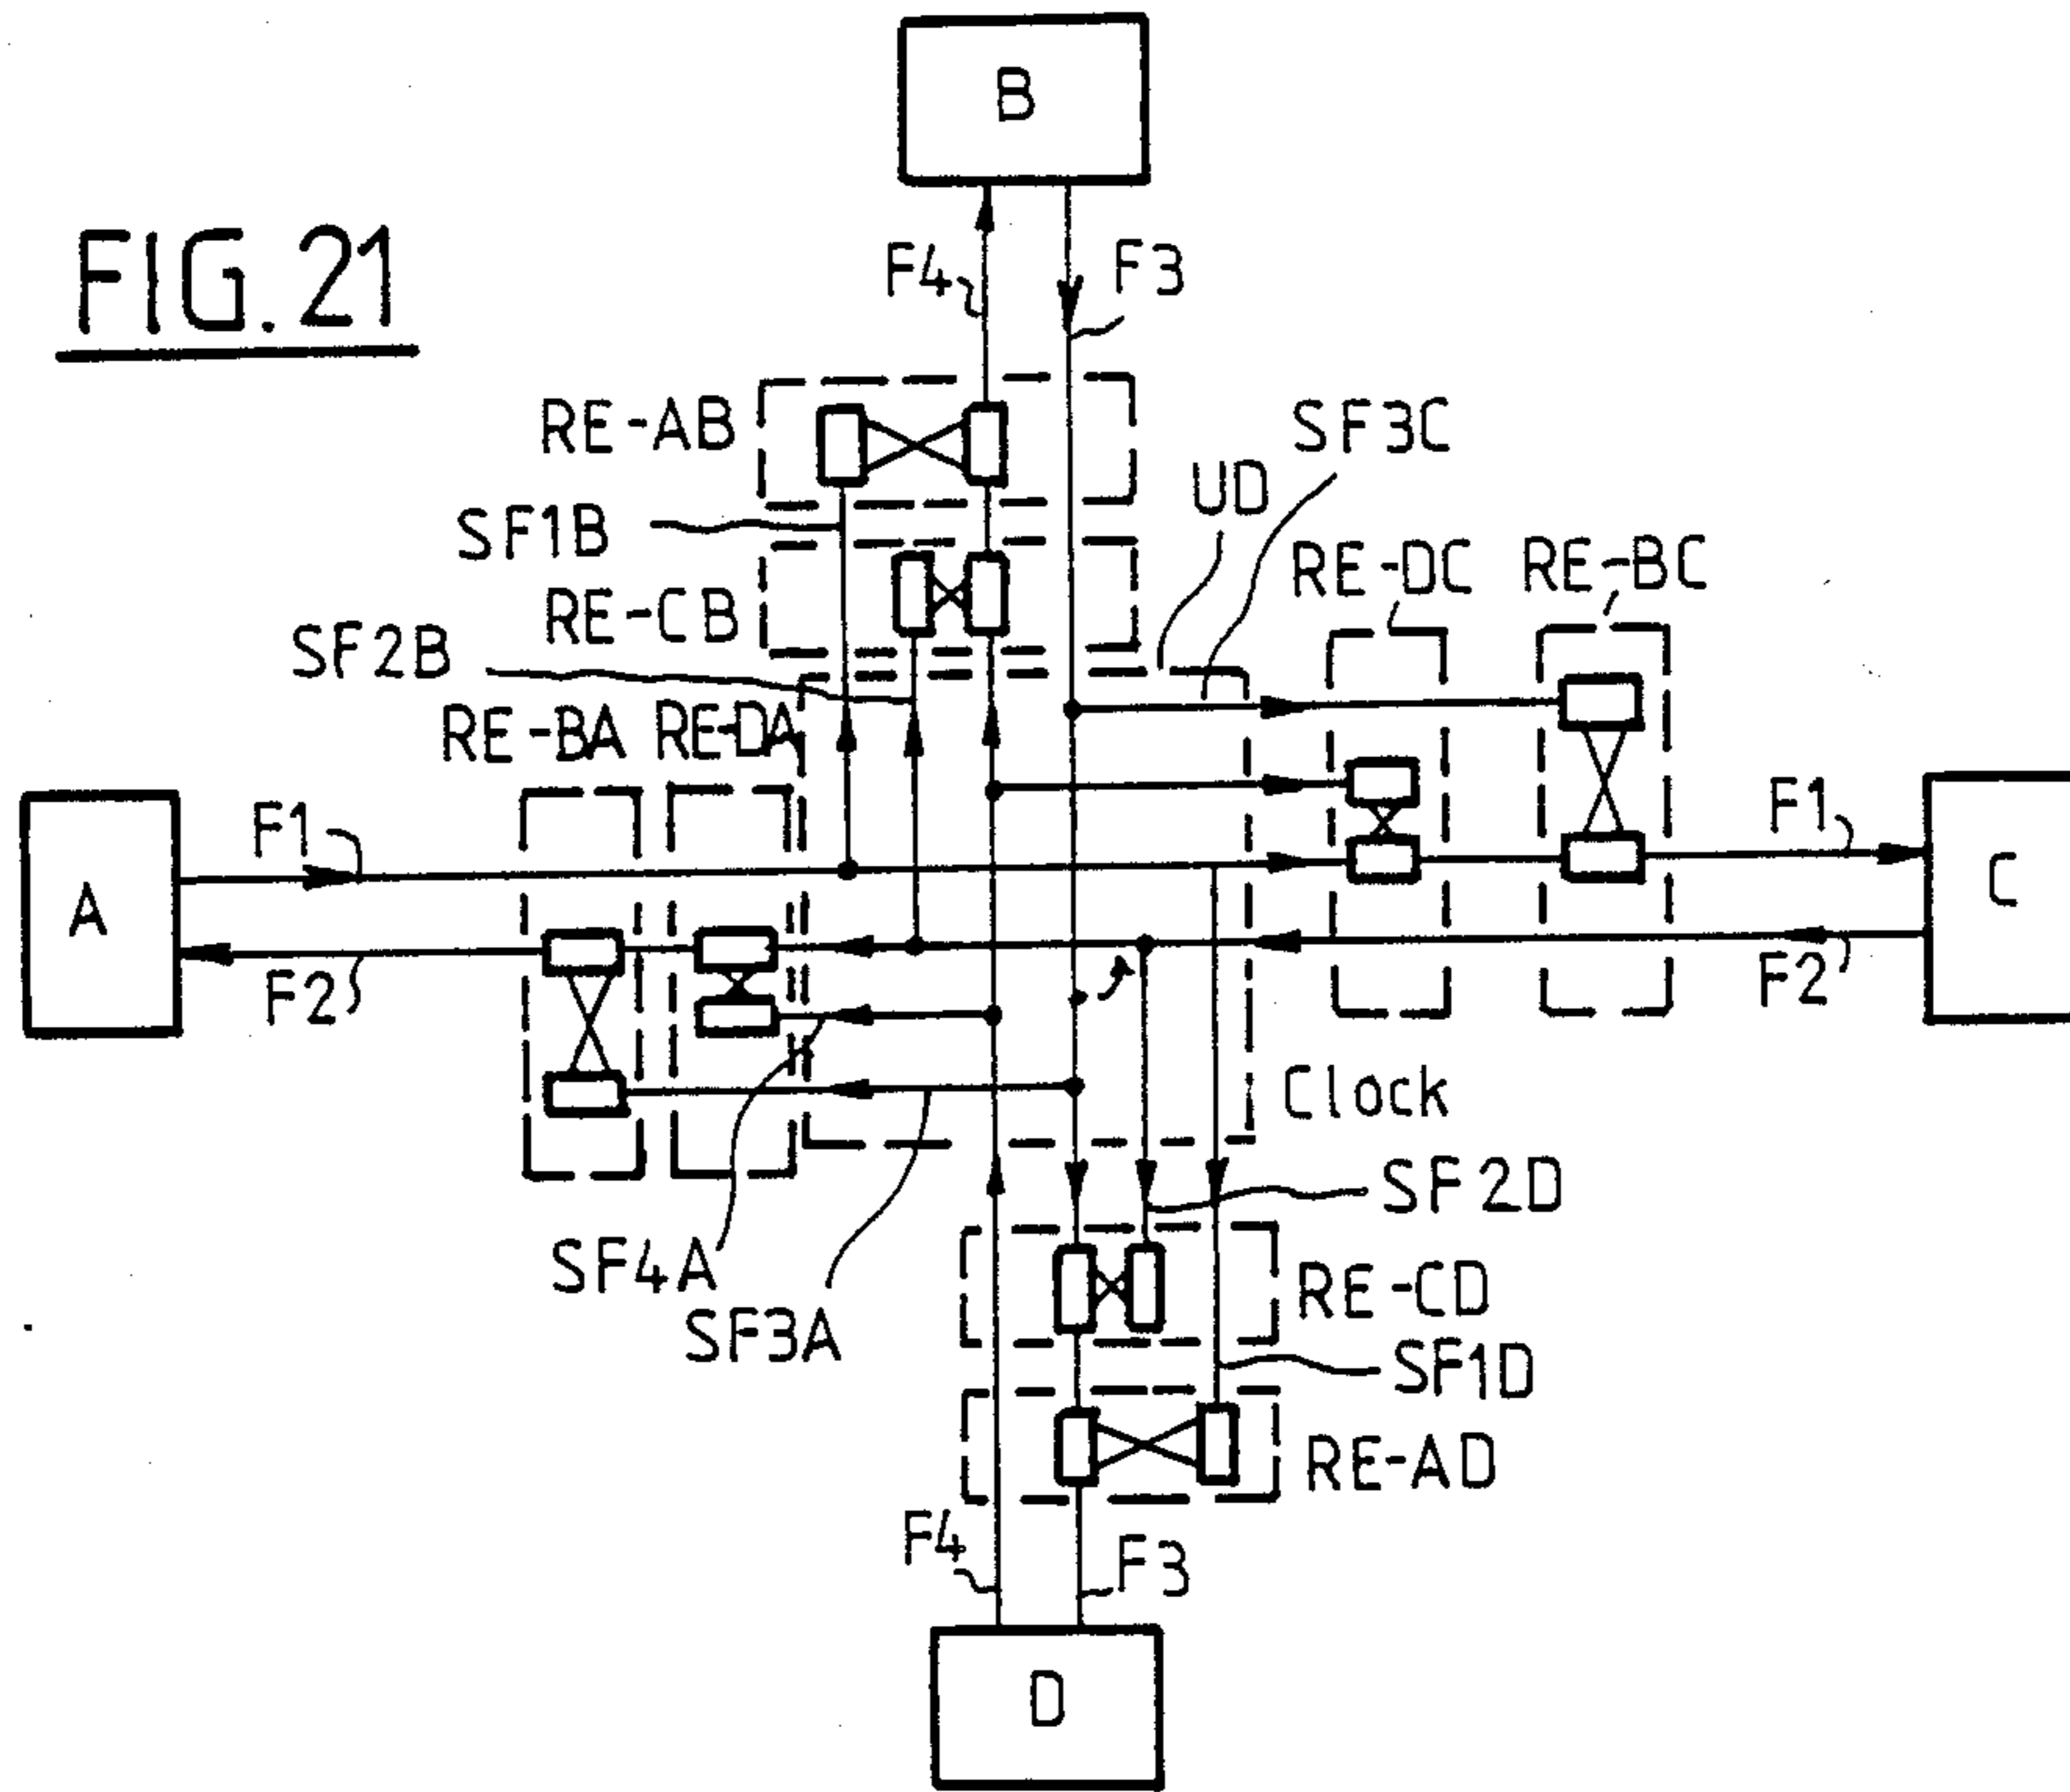 B
FIG. 21
F4
F3
RE-AB
SF3C
UD
SF1B
RE-DC
RE-BC
RE-CB
SF2B
RE-BA
RE-DA
F1
F1
A
C
F2
F2
Clock
SF2D
SF4A
RE-CD
SF3A
SF1D
RE-AD
F4
F3
D